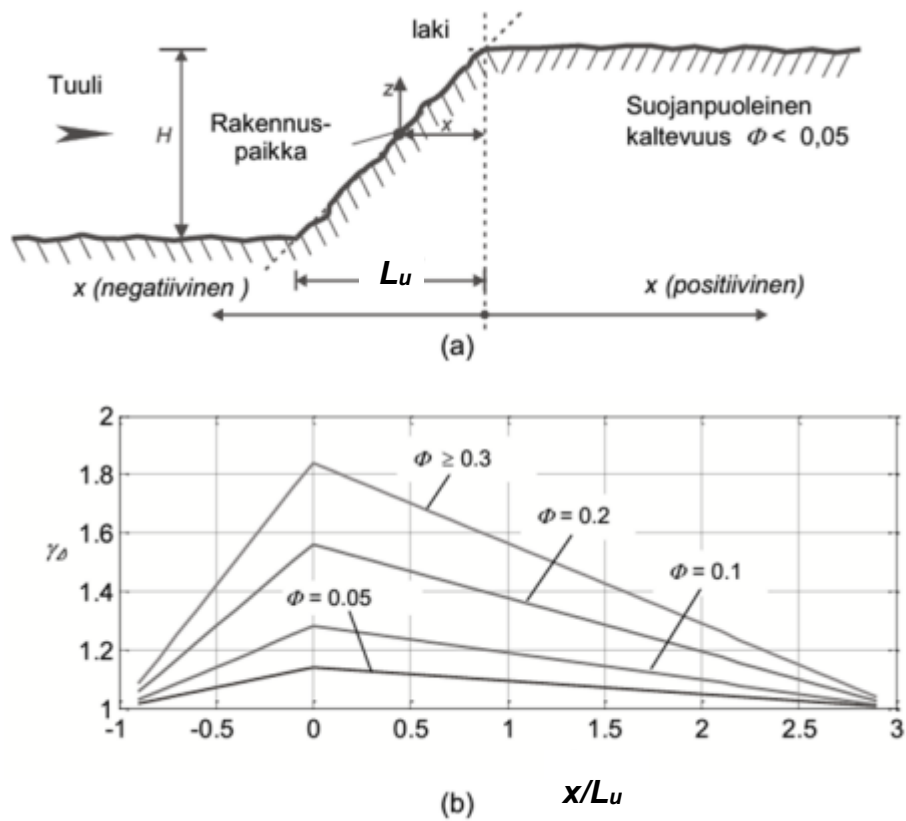 laki
Tuuli
z
H
Rakennus-
paikka
x
Suojanpuoleinen
kaltevuus Φ < 0,05
Lu
x (negatiivinen )
x (positiivinen)
(a)
2
1.8
1.6
1.4
1.2
1
γ
Φ ≥ 0.3
Φ = 0.2
Φ = 0.1
Φ = 0.05
-1
-0.5
0
0.5
1
1.5
2
2.5
3
(b)
x/Lu